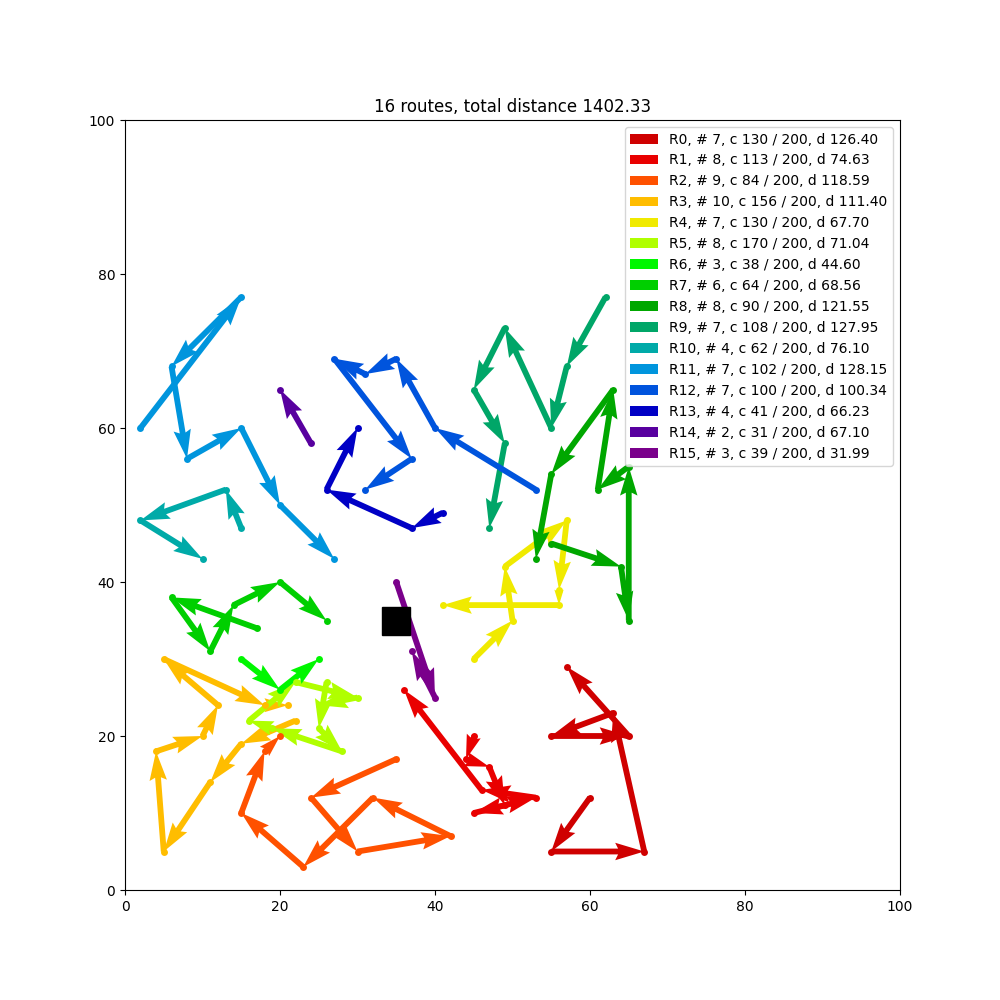 16 routes, total distance 1402.33
100
80
60
40
20
0
0 20 40 60 80 100
R0, # 7, c 130 / 200, d 126.40
R1, # 8, c 113 / 200, d 74.63
R2, # 9, c 84 / 200, d 118.59
R3, # 10, c 156 / 200, d 111.40
R4, # 7, c 130 / 200, d 67.70
R5, # 8, c 170 / 200, d 71.04
R6, # 3, c 38 / 200, d 44.60
R7, # 6, c 64 / 200, d 68.56
R8, # 8, c 90 / 200, d 121.55
R9, # 7, c 108 / 200, d 127.95
R10, # 4, c 62 / 200, d 76.10
R11, # 7, c 102 / 200, d 128.15
R12, # 7, c 100 / 200, d 100.34
R13, # 4, c 41 / 200, d 66.23
R14, # 2, c 31 / 200, d 67.10
R15, # 3, c 39 / 200, d 31.99